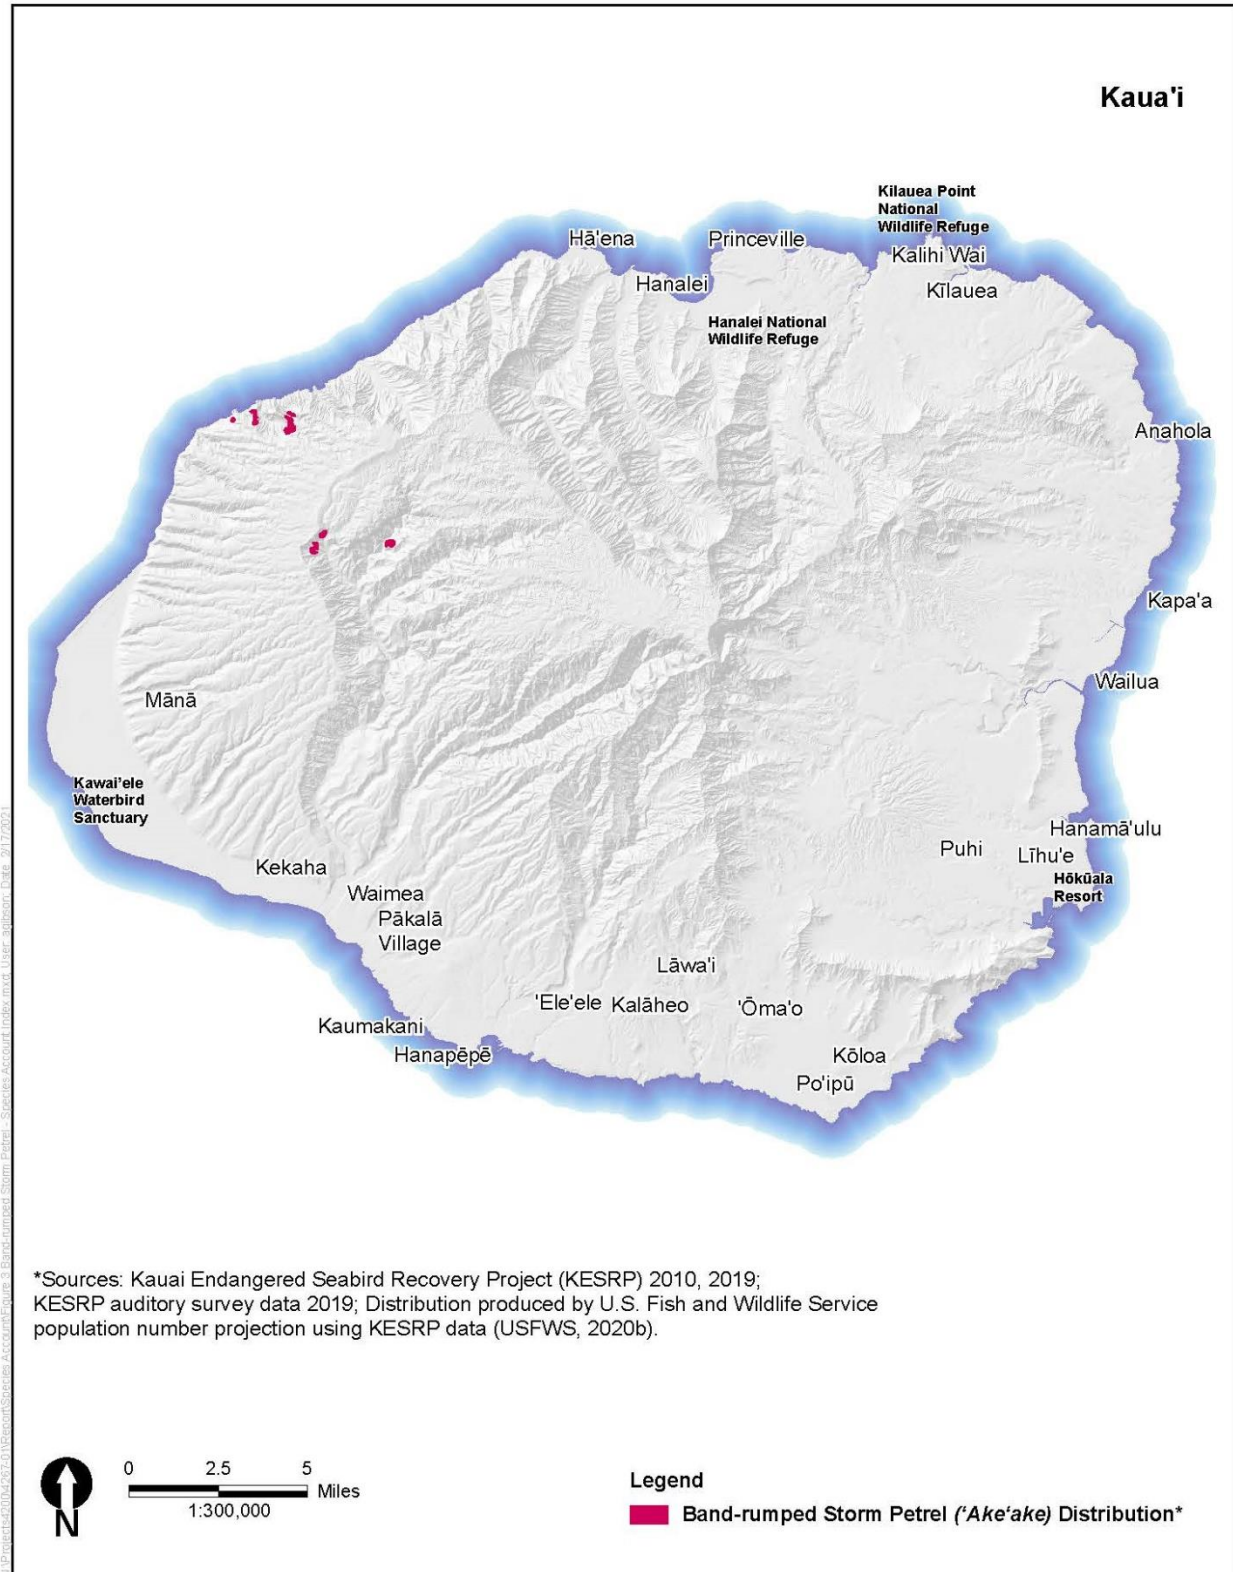 Kaua'i
Kilauea Point
National
Wildlife Refuge
Hā'ena
Princeville
Kalihi Wai
Hanalei
Kīlauea
Hanalei National
Wildlife Refuge
Anahola
Kapa'a
Wailua
Mānā
Kawai'ele
Waterbird
Sanctuary
Hanamā'ulu
Puhi
Līhu'e
Kekaha
Hōkūala
Resort
Waimea
Pākalā
Village
Lāwa'i
'Ele'ele
Kalāheo
'Ōma'o
Kaumakani
Hanapēpē
Kōloa
Po'ipū
*Sources: Kauai Endangered Seabird Recovery Project (KESRP) 2010, 2019;
KESRP auditory survey data 2019; Distribution produced by U.S. Fish and Wildlife Service
population number projection using KESRP data (USFWS, 2020b).
N
0 2.5 5
Miles
1:300,000
Legend
Band-rumped Storm Petrel (‘Ake‘ake) Distribution*